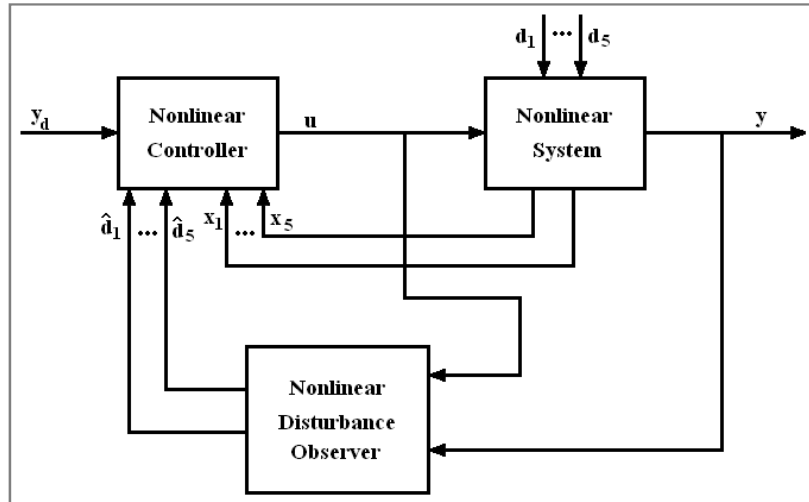 d₁ ... d₅
y_d
Nonlinear
Controller
u
Nonlinear
System
y
d̂₁ ... d̂₅
x₁ ... x₅
Nonlinear
Disturbance
Observer